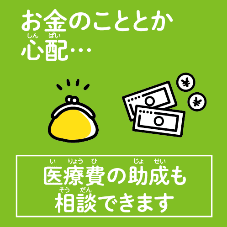 お金のこととか
心配…
医療費の助成も
相談できます